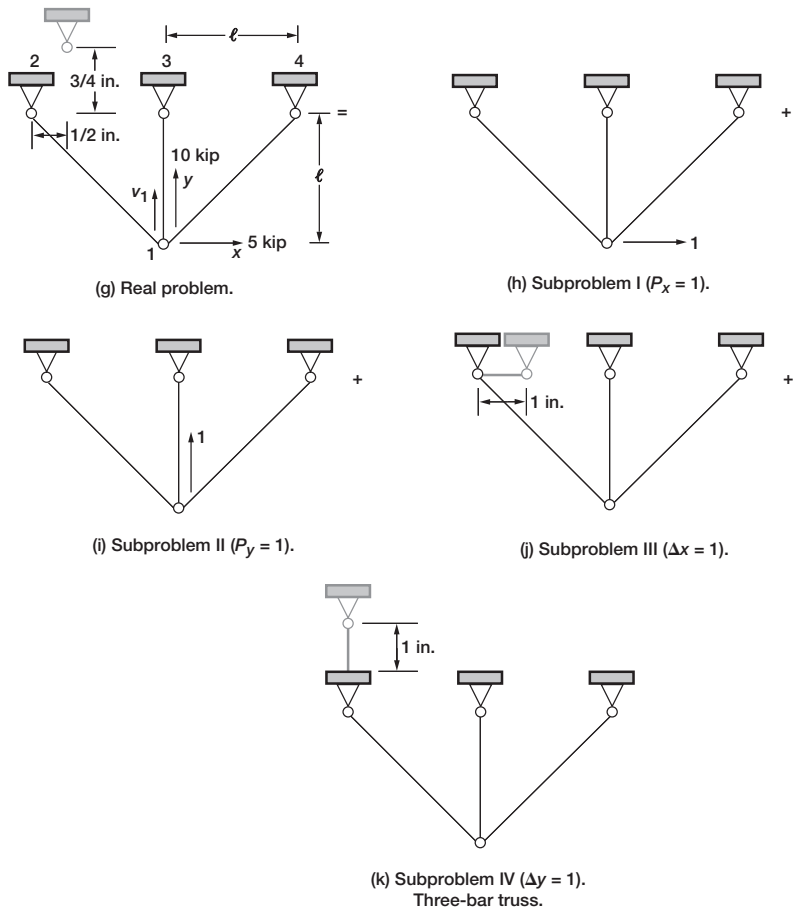 2
3
4
ℓ
3/4 in.
1/2 in.
=
10 kip
y
v1
ℓ
1
x
5 kip
(g) Real problem.
+
1
(h) Subproblem I (Px = 1).
+
1
(i) Subproblem II (Py = 1).
+
1 in.
(j) Subproblem III (Δx = 1).
1 in.
(k) Subproblem IV (Δy = 1).
Three-bar truss.